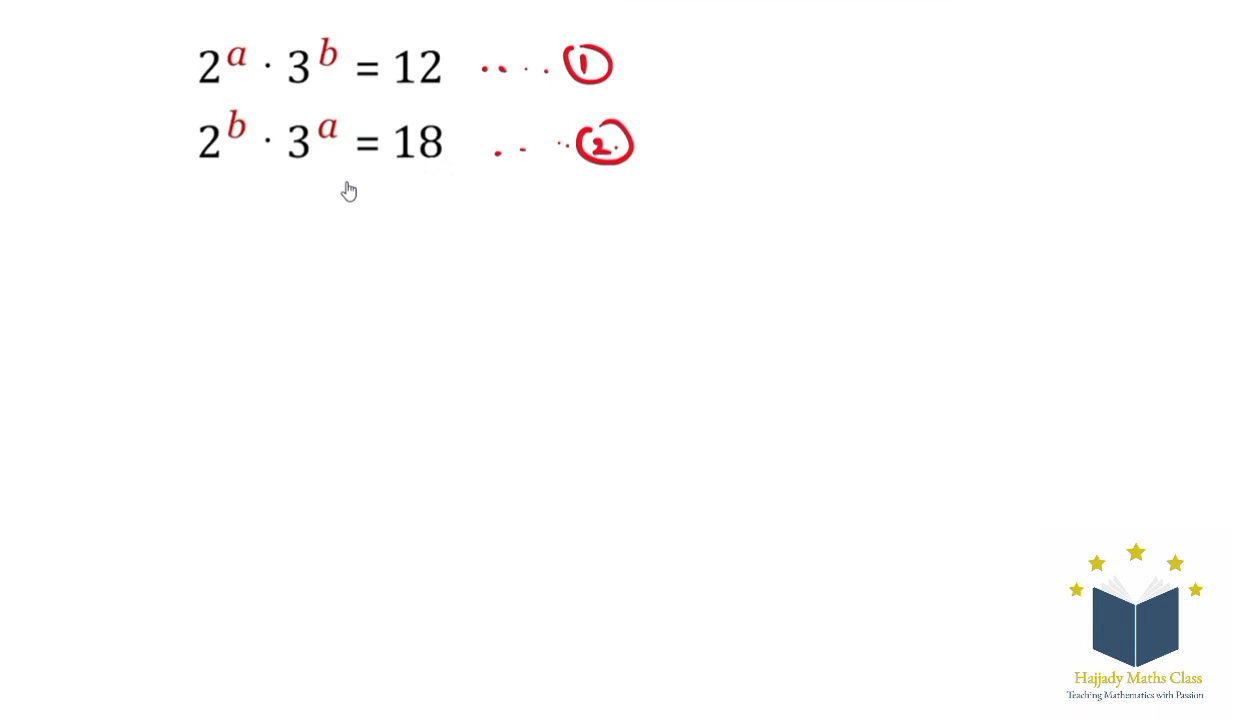 2^a · 3^b = 12 .... ①
2^b · 3^a = 18 .... ②
Hajjady Maths Class
Teaching Mathematics with Passion